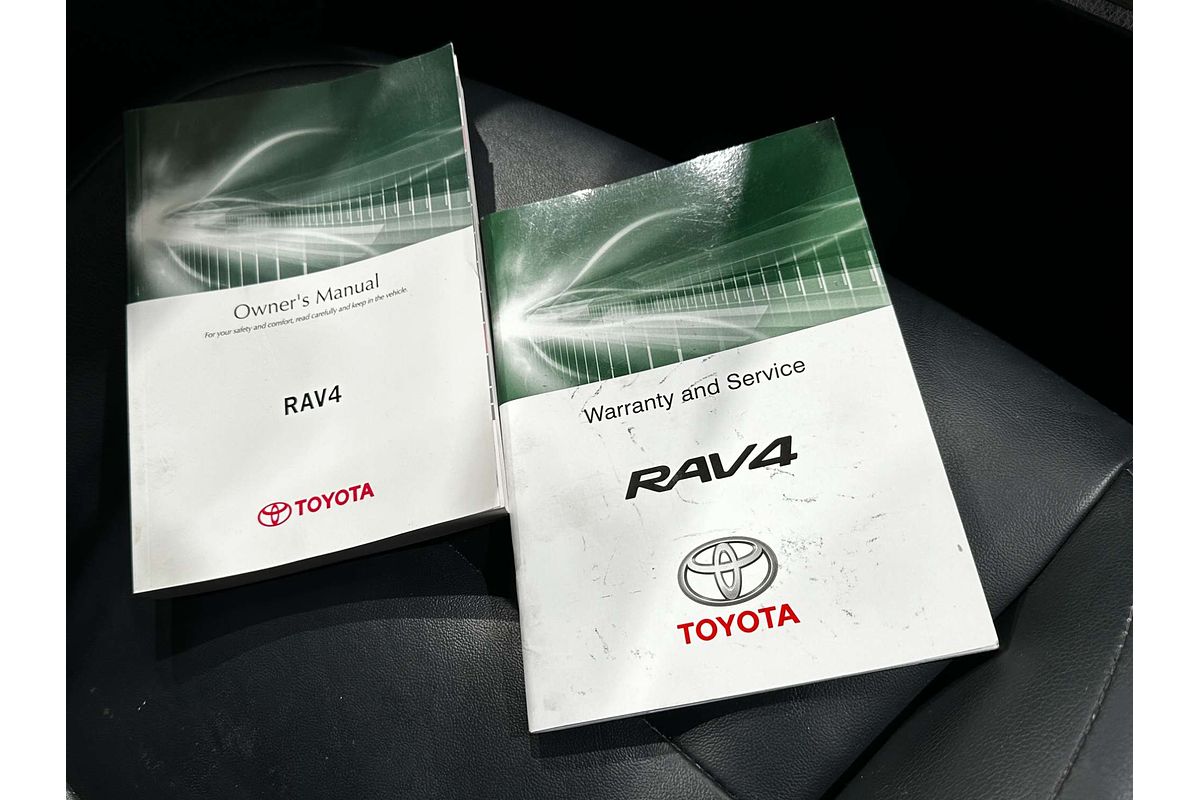 Owner's Manual
For your safety and comfort, read carefully and keep in the vehicle.
RAV4
TOYOTA
Warranty and Service
RAV4
TOYOTA